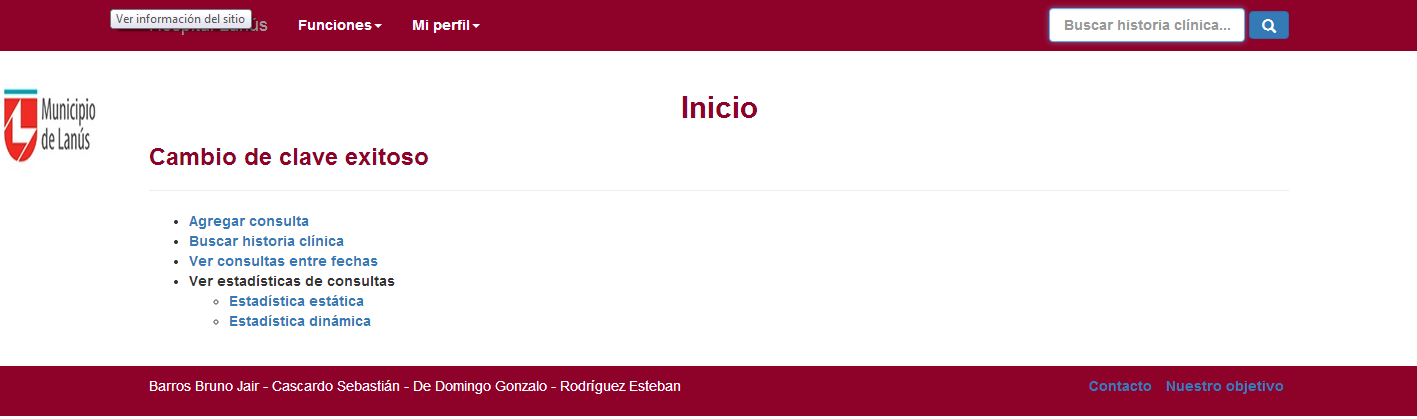 Ver información del sitio
Hospital Lanús Funciones Mi perfil Buscar historia clínica...
Municipio
de Lanús
Inicio
Cambio de clave exitoso
Agregar consulta
Buscar historia clínica
Ver consultas entre fechas
Ver estadísticas de consultas
Estadística estática
Estadística dinámica
Barros Bruno Jair - Cascardo Sebastián - De Domingo Gonzalo - Rodríguez Esteban Contacto Nuestro objetivo